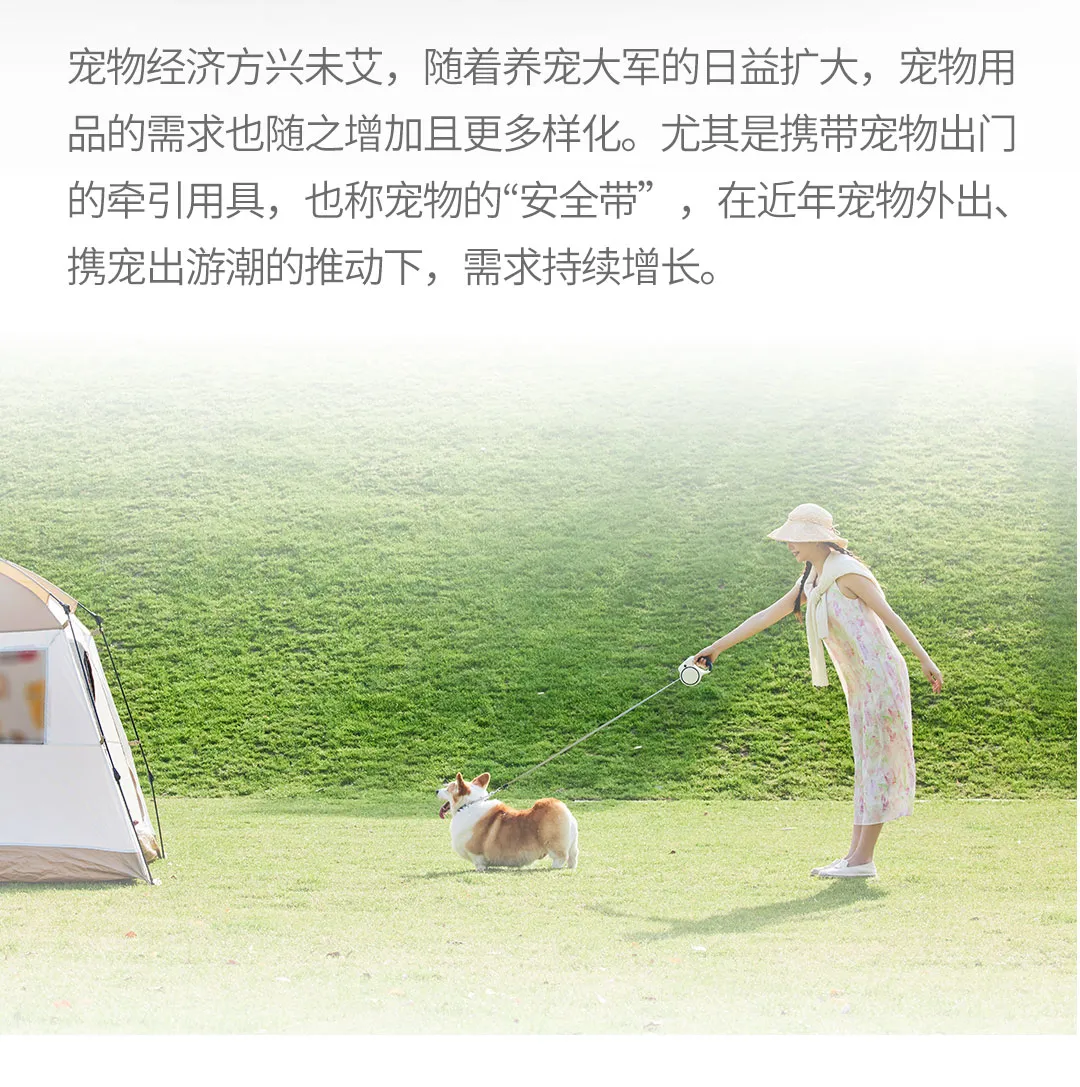 宠物经济方兴未艾，随着养宠大军的日益扩大，宠物用
品的需求也随之增加且更多样化。尤其是携带宠物出门
的牵引用具，也称宠物的“安全带”，在近年宠物外出、
携宠出游潮的推动下，需求持续增长。